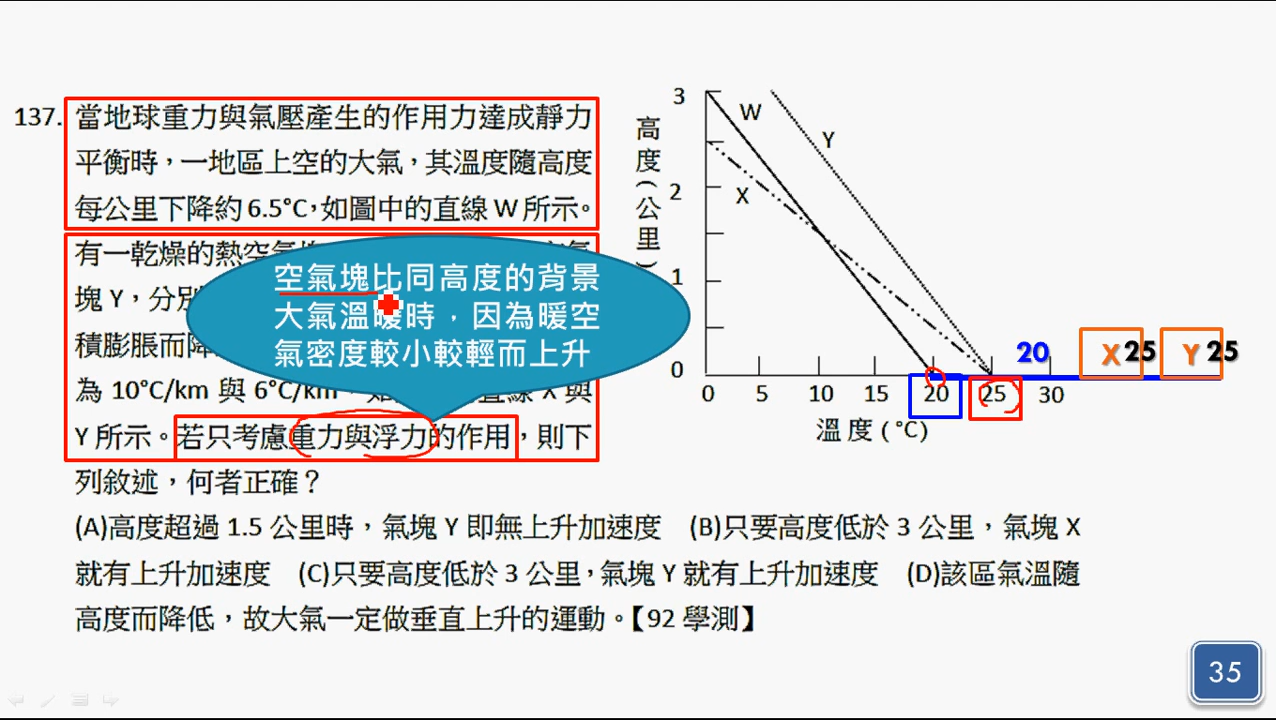 137. 當地球重力與氣壓產生的作用力達成靜力
平衡時，一地區上空的大氣，其溫度隨高度
每公里下降約 6.5°C，如圖中的直線 W 所示。
有一乾燥的熱空氣
塊 Y，分別
積膨脹而降
為 10°C/km 與 6°C/km
直線 X 與
Y 所示。若只考慮重力與浮力的作用，則下
列敘述，何者正確？
(A)高度超過 1.5 公里時，氣塊 Y 即無上升加速度 (B)只要高度低於 3 公里，氣塊 X
就有上升加速度 (C)只要高度低於 3 公里，氣塊 Y 就有上升加速度 (D)該區氣溫隨
高度而降低，故大氣一定做垂直上升的運動。【92 學測】
空氣塊比同高度的背景
大氣溫暖時，因為暖空
氣密度較小較輕而上升
高度(公里)
3
2
1
0
W
Y
X
0 5 10 15 20 25 30
溫度(°C)
20
X 25
Y 25
35